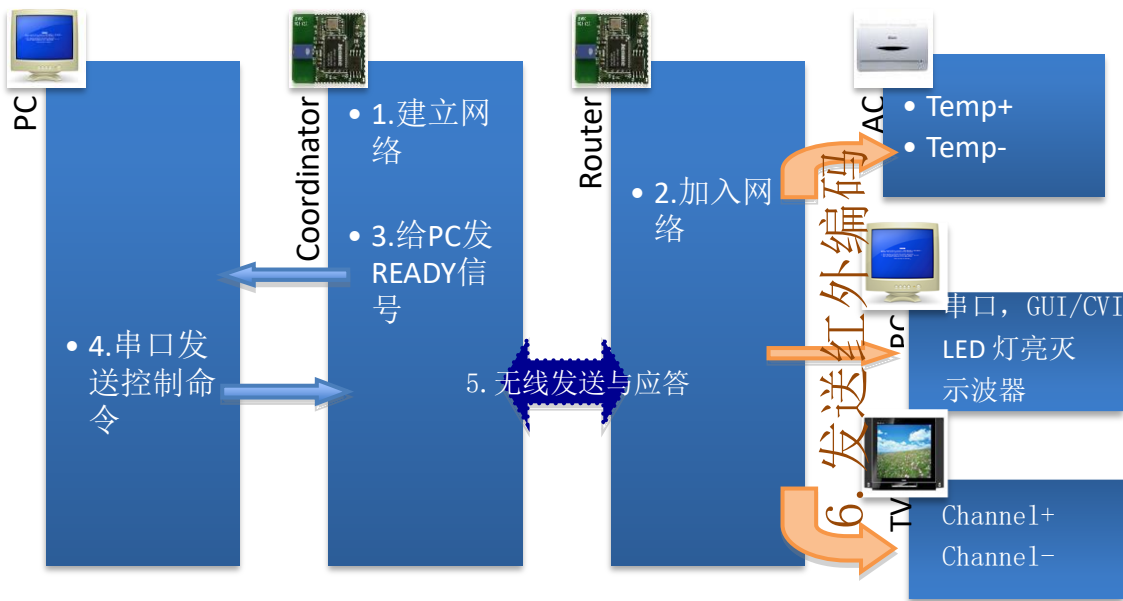 PC
• 4.串口发
送控制命
令
Coordinator
• 1.建立网
络
• 3.给PC发
READY信
号
5. 无线发送与应答
Router
• 2.加入网
络
6. 发送红外编码
AC
• Temp+
• Temp-
PC
串口, GUI/CVI
LED 灯亮灭
示波器
TV
Channel+
Channel-